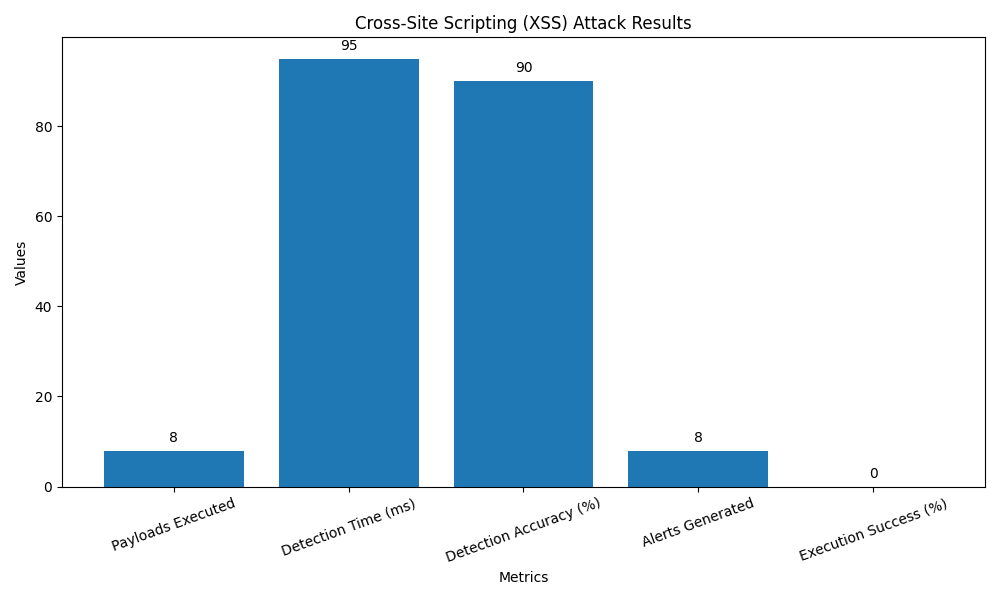 Cross-Site Scripting (XSS) Attack Results
95
90
8
8
0
80
60
40
20
0
Values
Payloads Executed
Detection Time (ms)
Detection Accuracy (%)
Alerts Generated
Execution Success (%)
Metrics